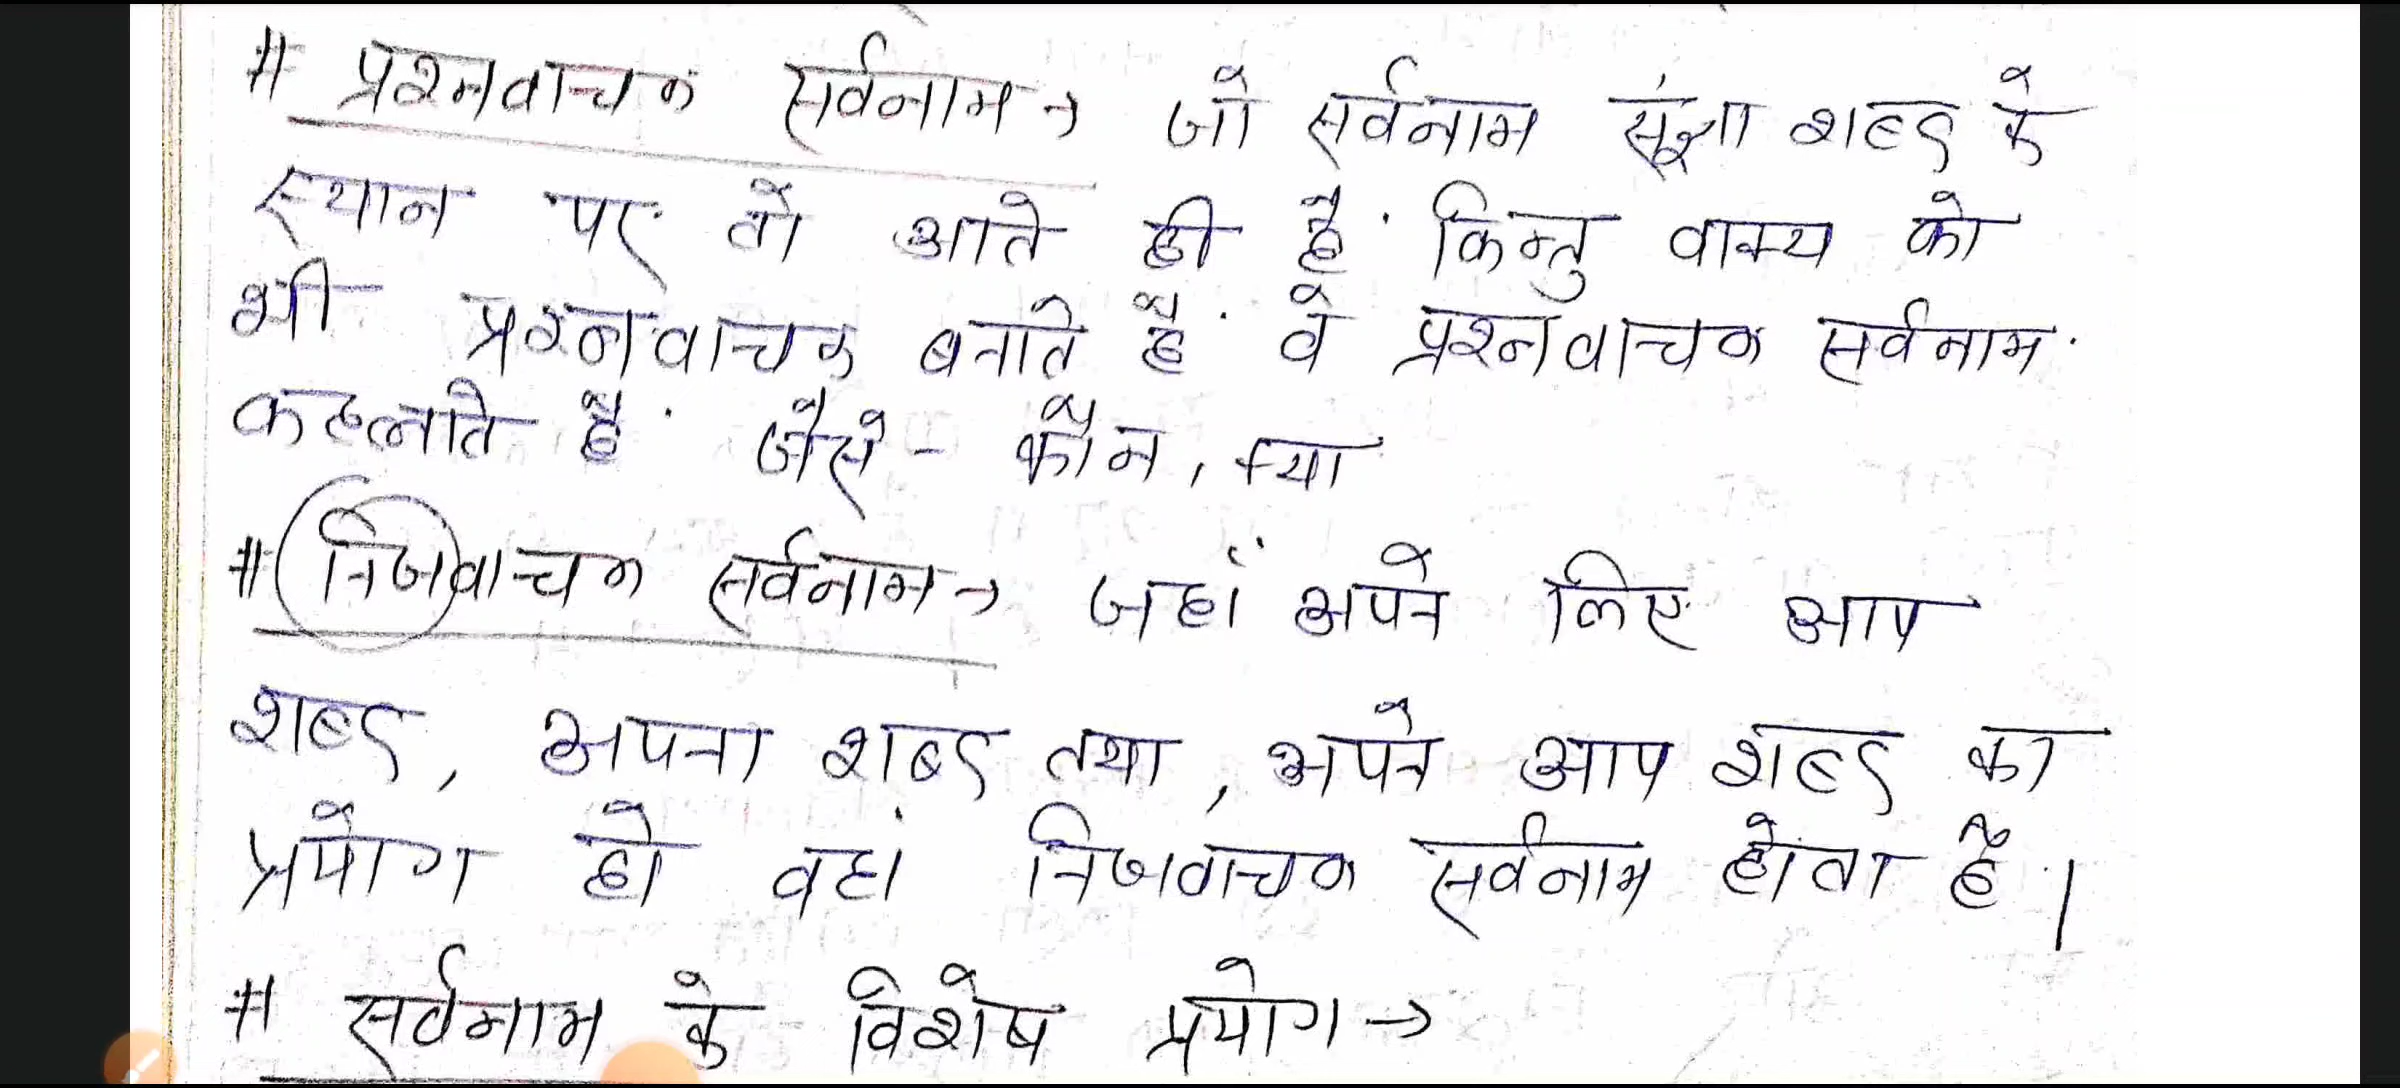 # प्रश्नवाचक सर्वनाम → जो सर्वनाम संज्ञा शब्द के
स्थान पर तो आते ही है किन्तु वाक्य को
भी प्रश्नवाचक बनाते है वे प्रश्नवाचक सर्वनाम
कहलाते है जैसे - कौन, क्या
# निजवाचक सर्वनाम → जहाँ अपने लिए आप
शब्द, अपना शब्द तथा, अपने आप शब्द का
प्रयोग हो वहां निजवाचक सर्वनाम होता है।
# सर्वनाम के विशेष प्रयोग →